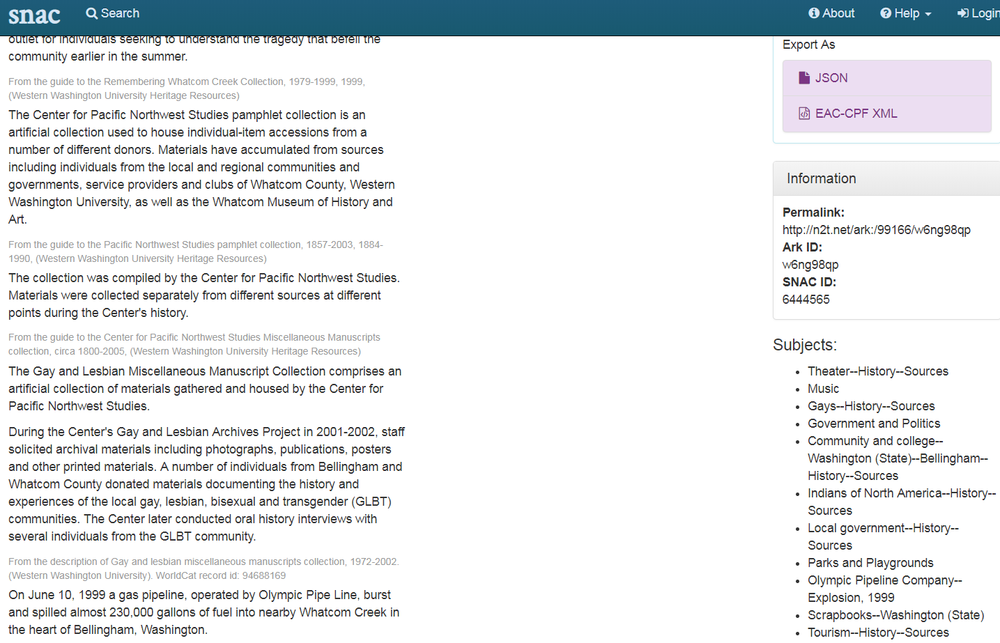 snac
Search
About
Help
Login
outlet for individuals seeking to understand the tragedy that befell the
community earlier in the summer.
From the guide to the Remembering Whatcom Creek Collection, 1979-1999, 1999,
(Western Washington University Heritage Resources)
The Center for Pacific Northwest Studies pamphlet collection is an
artificial collection used to house individual-item accessions from a
number of different donors. Materials have accumulated from sources
including individuals from the local and regional communities and
governments, service providers and clubs of Whatcom County, Western
Washington University, as well as the Whatcom Museum of History and
Art.
From the guide to the Pacific Northwest Studies pamphlet collection, 1857-2003, 1884-
1990, (Western Washington University Heritage Resources)
The collection was compiled by the Center for Pacific Northwest Studies.
Materials were collected separately from different sources at different
points during the Center's history.
From the guide to the Center for Pacific Northwest Studies Miscellaneous Manuscripts
collection, circa 1800-2005, (Western Washington University Heritage Resources)
The Gay and Lesbian Miscellaneous Manuscript Collection comprises an
artificial collection of materials gathered and housed by the Center for
Pacific Northwest Studies.
During the Center's Gay and Lesbian Archives Project in 2001-2002, staff
solicited archival materials including photographs, publications, posters
and other printed materials. A number of individuals from Bellingham and
Whatcom County donated materials documenting the history and
experiences of the local gay, lesbian, bisexual and transgender (GLBT)
communities. The Center later conducted oral history interviews with
several individuals from the GLBT community.
From the description of Gay and lesbian miscellaneous manuscripts collection, 1972-2002.
(Western Washington University). WorldCat record id: 94688169
On June 10, 1999 a gas pipeline, operated by Olympic Pipe Line, burst
and spilled almost 230,000 gallons of fuel into nearby Whatcom Creek in
the heart of Bellingham, Washington.
Export As
JSON
EAC-CPF XML
Information
Permalink:
http://n2t.net/ark:/99166/w6ng98qp
Ark ID:
w6ng98qp
SNAC ID:
6444565
Subjects:
Theater--History--Sources
Music
Gays--History--Sources
Government and Politics
Community and college--
Washington (State)--Bellingham--
History--Sources
Indians of North America--History--
Sources
Local government--History--
Sources
Parks and Playgrounds
Olympic Pipeline Company--
Explosion, 1999
Scrapbooks--Washington (State)
Tourism--History--Sources